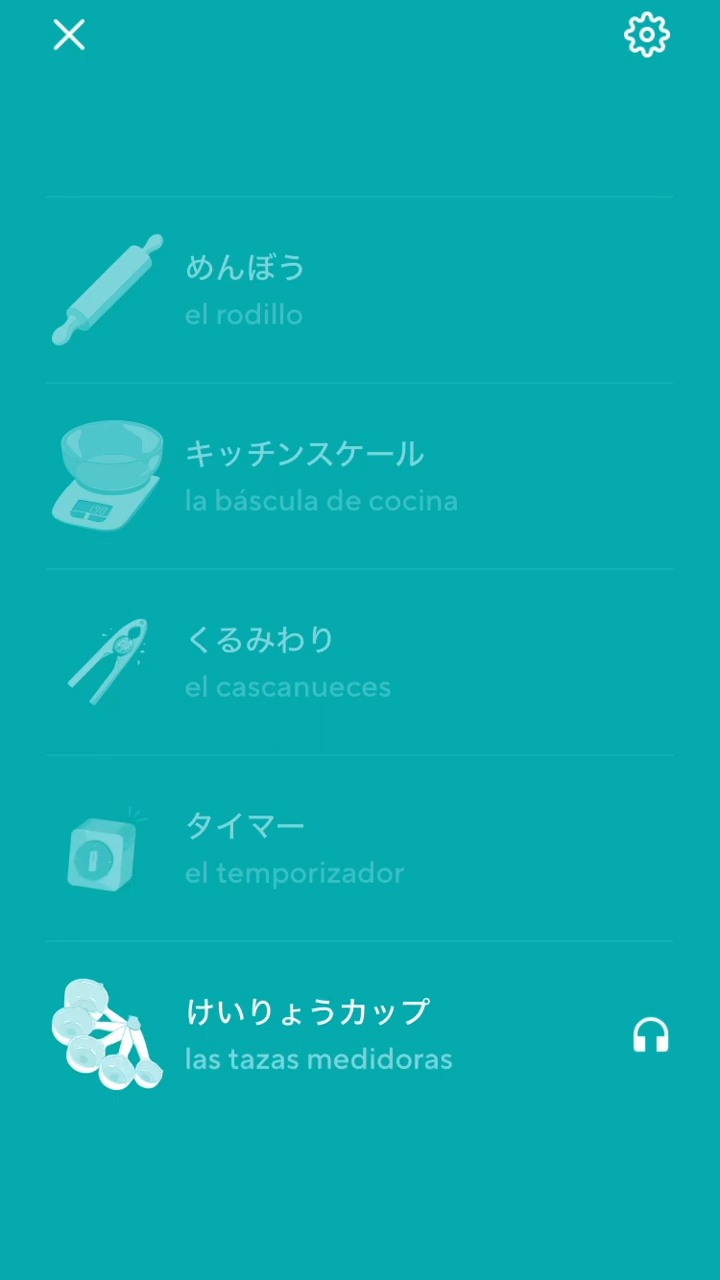 めんぼう
el rodillo
キッチンスケール
la báscula de cocina
くるみわり
el cascanueces
タイマー
el temporizador
けいりょうカップ
las tazas medidoras